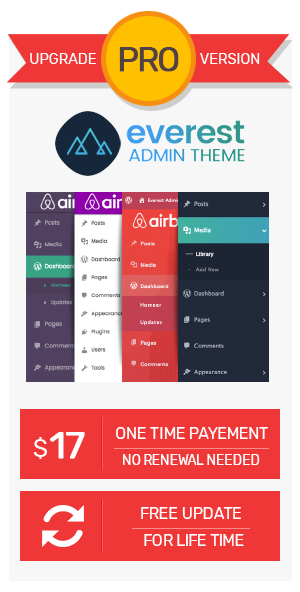 UPGRADE PRO VERSION
everest
ADMIN THEME
airb
airb
Everest Admi
airb
Posts
Media
Dashboard
Homeer
Updates
Pages
Comments
Appearance
Posts
Media
Dashboard
Pages
Comments
Appearance
Plugins
Users
Tools
Posts
Media
Dashboard
Homeer
Updates
Pages
Comments
Posts
Media
Library
Add New
Dashboard
Pages
Comments
Appearance
$17
ONE TIME PAYEMENT
NO RENEWAL NEEDED
FREE UPDATE
FOR LIFE TIME